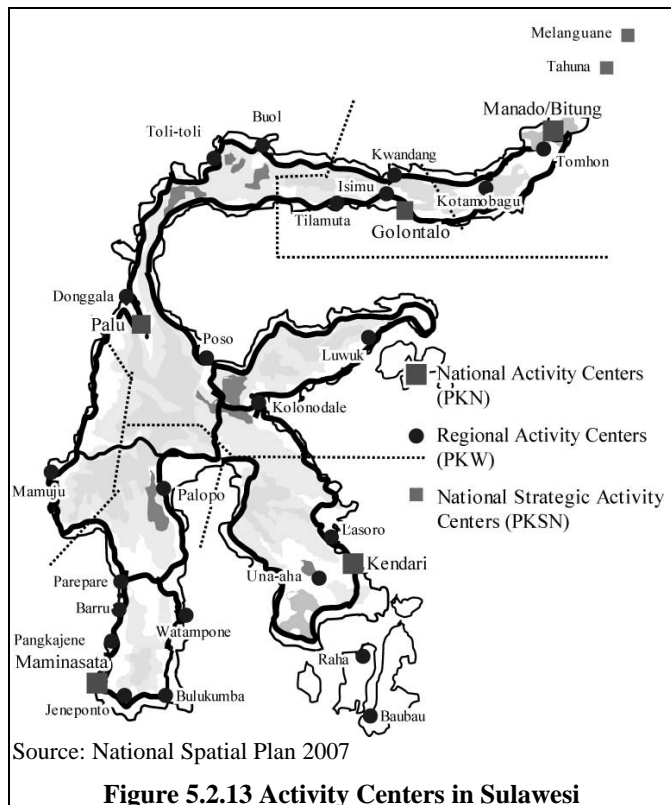 Melanguane
Tahuna
Manado/Bitung
Buol
Toli-toli
Kwandang
Tomhon
Isimu
Kotamobagu
Tilamuta
Golontalo
Donggala
Palu
Poso
Luwuk
National Activity Centers
(PKN)
Kolonodale
Regional Activity Centers
(PKW)
Mamuju
Palopo
National Strategic Activity
Centers (PKSN)
Lasoro
Kendari
Una-aha
Parepare
Barru
Watampone
Pangkajene
Raha
Maminasata
Jeneponto
Bulukumba
Baubau
Source: National Spatial Plan 2007
Figure 5.2.13 Activity Centers in Sulawesi